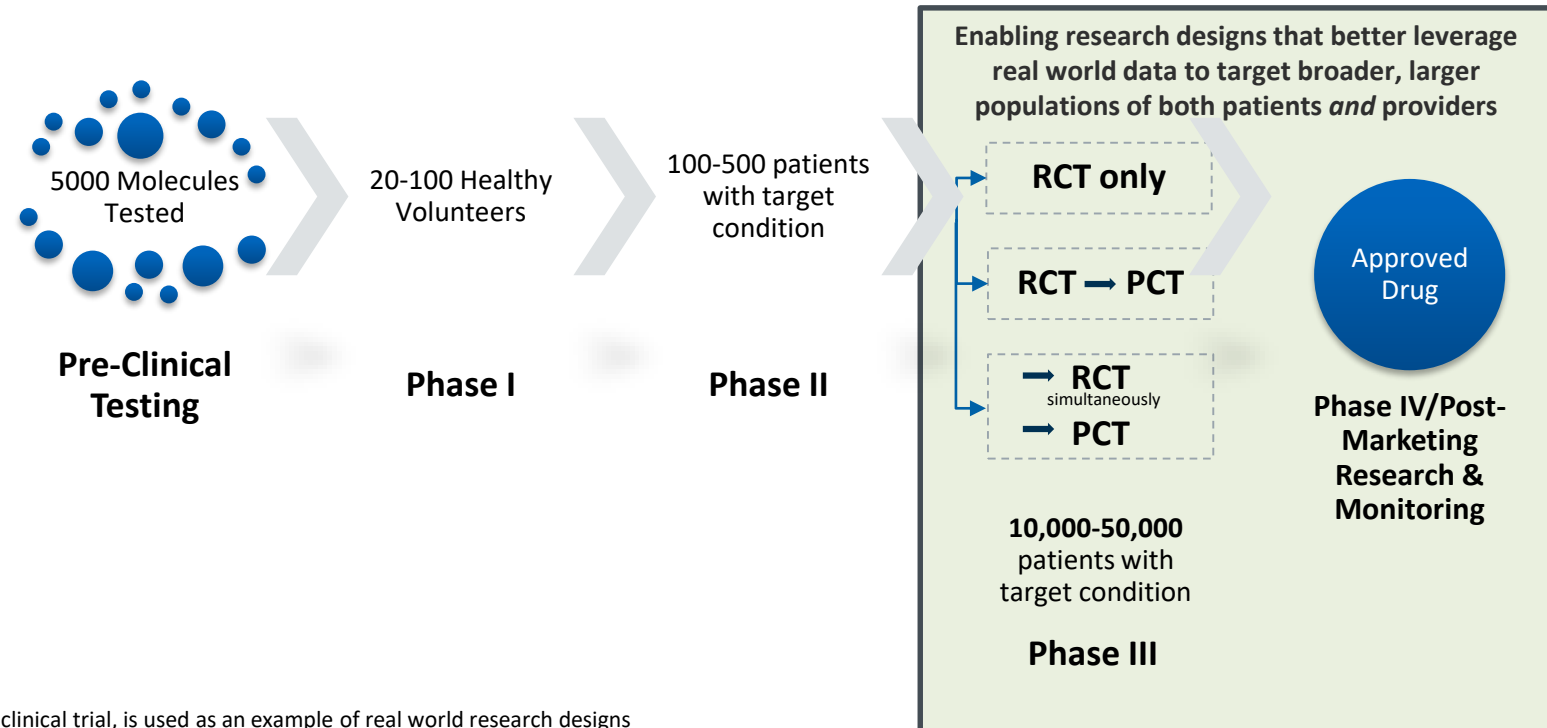 Enabling research designs that better leverage
real world data to target broader, larger
populations of both patients and providers
5000 Molecules
Tested
Pre-Clinical
Testing
20-100 Healthy
Volunteers
Phase I
100-500 patients
with target
condition
Phase II
RCT only
RCT → PCT
→ RCT
simultaneously
→ PCT
10,000-50,000
patients with
target condition
Phase III
Approved
Drug
Phase IV/Post-
Marketing
Research &
Monitoring
clinical trial, is used as an example of real world research designs